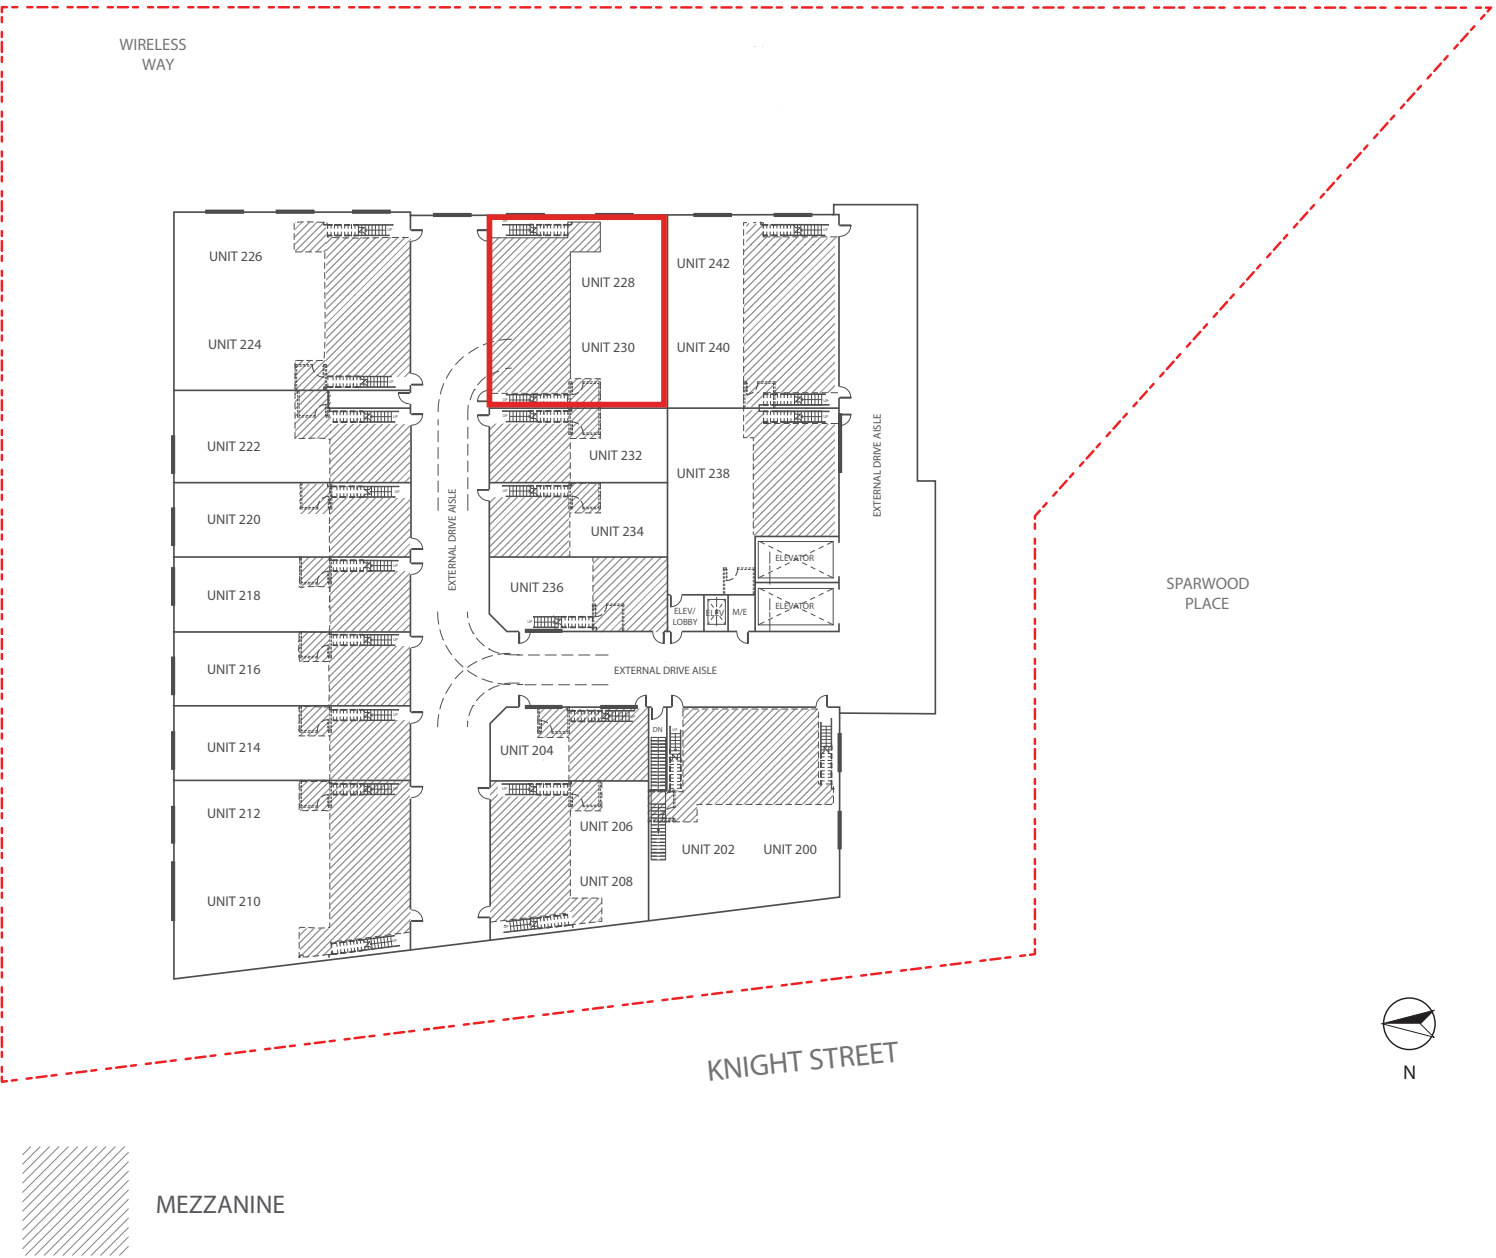 WIRELESS
WAY
UNIT 226
UNIT 224
UNIT 222
UNIT 220
UNIT 218
UNIT 216
UNIT 214
UNIT 212
UNIT 210
EXTERNAL DRIVE AISLE
UNIT 228
UNIT 230
UNIT 232
UNIT 234
UNIT 236
UNIT 242
UNIT 240
UNIT 238
ELEVATOR
ELEVATOR
ELEV/
LOBBY
ELEV
M/E
EXTERNAL DRIVE AISLE
EXTERNAL DRIVE AISLE
UNIT 204
UNIT 206
UNIT 208
DN
UNIT 202
UNIT 200
SPARWOOD
PLACE
KNIGHT STREET
N
MEZZANINE